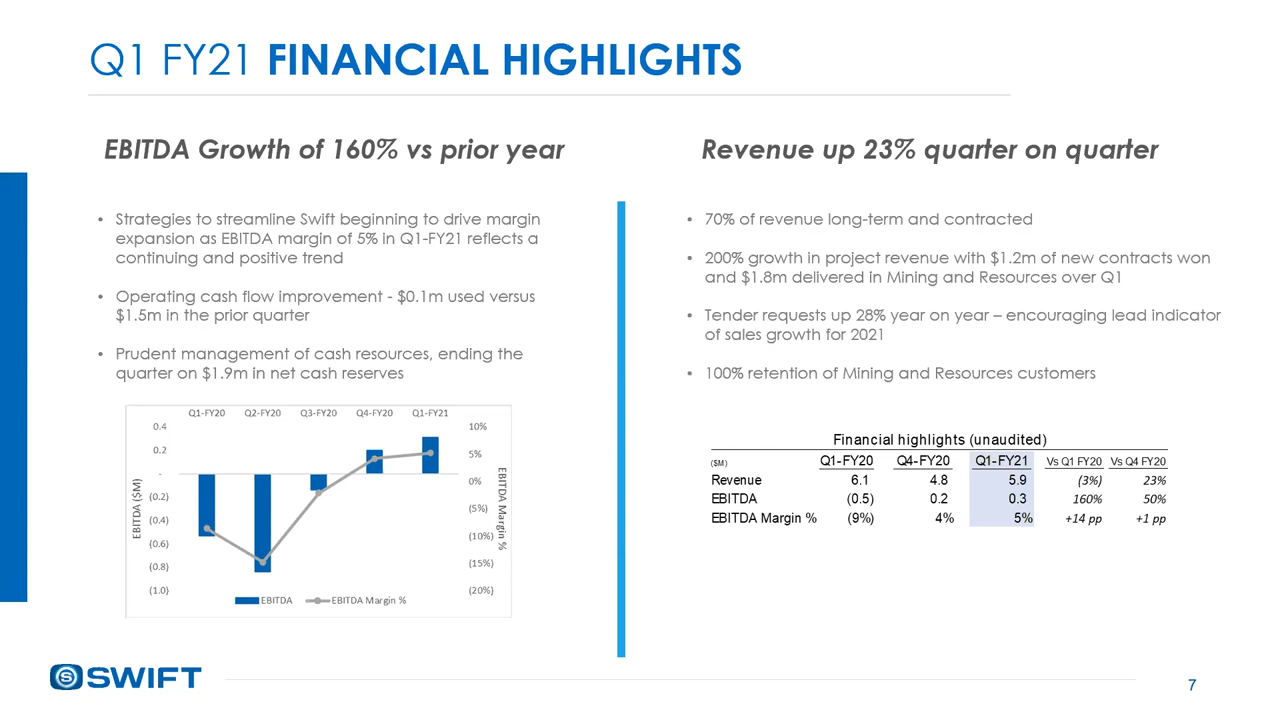 Q1 FY21 FINANCIAL HIGHLIGHTS
EBITDA Growth of 160% vs prior year
• Strategies to streamline Swift beginning to drive margin
expansion as EBITDA margin of 5% in Q1-FY21 reflects a
continuing and positive trend
• Operating cash flow improvement - $0.1m used versus
$1.5m in the prior quarter
• Prudent management of cash resources, ending the
quarter on $1.9m in net cash reserves
Q1-FY20 Q2-FY20 Q3-FY20 Q4-FY20 Q1-FY21
0.4 10%
0.2 5%
- 0%
(0.2) (5%)
(0.4) (10%)
(0.6) (15%)
(0.8) (20%)
(1.0)
EBITDA ($M)
EBITDA Margin %
EBITDA EBITDA Margin %
Revenue up 23% quarter on quarter
• 70% of revenue long-term and contracted
• 200% growth in project revenue with $1.2m of new contracts won
and $1.8m delivered in Mining and Resources over Q1
• Tender requests up 28% year on year – encouraging lead indicator
of sales growth for 2021
• 100% retention of Mining and Resources customers
Financial highlights (unaudited)
($M) Q1-FY20 Q4-FY20 Q1-FY21 Vs Q1 FY20 Vs Q4 FY20
Revenue 6.1 4.8 5.9 (3%) 23%
EBITDA (0.5) 0.2 0.3 160% 50%
EBITDA Margin % (9%) 4% 5% +14 pp +1 pp
S SWIFT
7